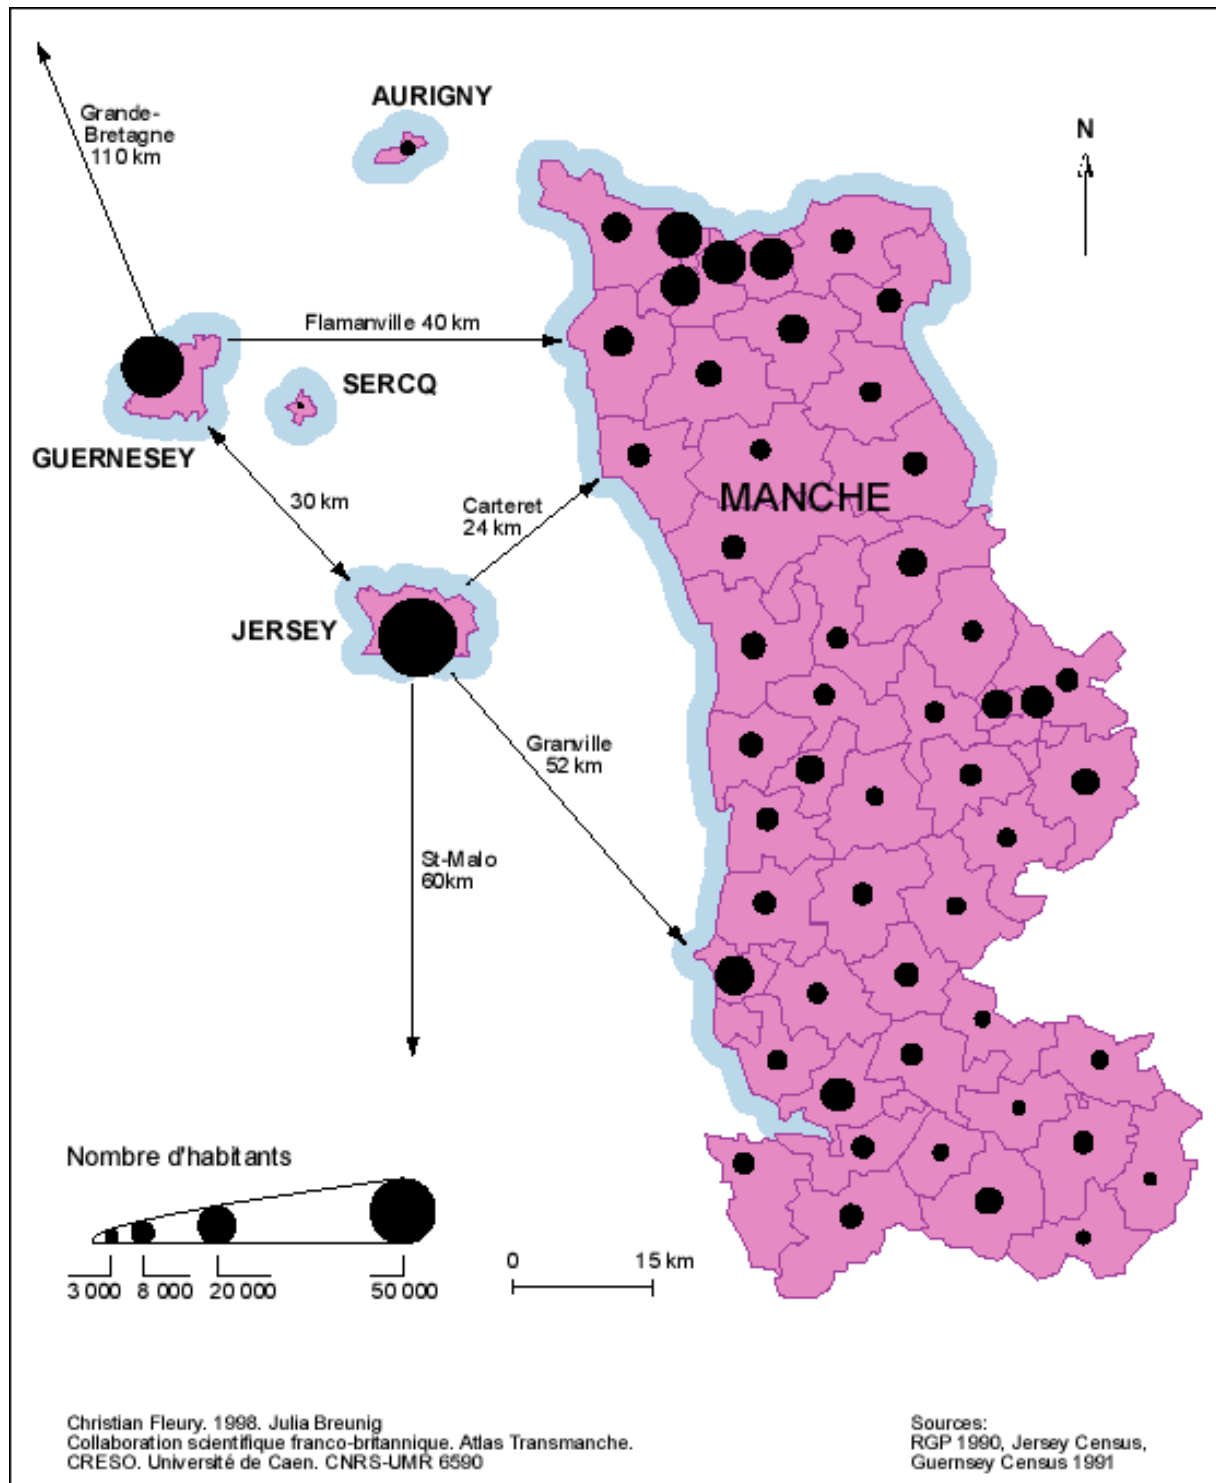 AURIGNY
Grande-
Bretagne
110 km
N
Flamanville 40 km
SERCQ
GUERNESEY
30 km
Carteret
24 km
MANCHE
JERSEY
Granville
52 km
St-Malo
60km
Nombre d'habitants
3 000 8 000 20 000 50 000
0 15 km
Christian Fleury. 1998. Julia Breunig
Collaboration scientifique franco-britannique. Atlas Transmanche.
CRESO. Université de Caen. CNRS-UMR 6590
Sources:
RGP 1990, Jersey Census,
Guernsey Census 1991